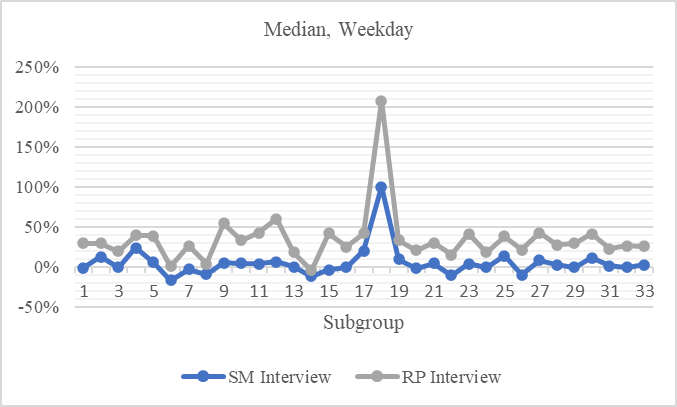 Median, Weekday
250%
200%
150%
100%
50%
0%
-50%
1 3 5 7 9 11 13 15 17 19 21 23 25 27 29 31 33
Subgroup
SM Interview RP Interview